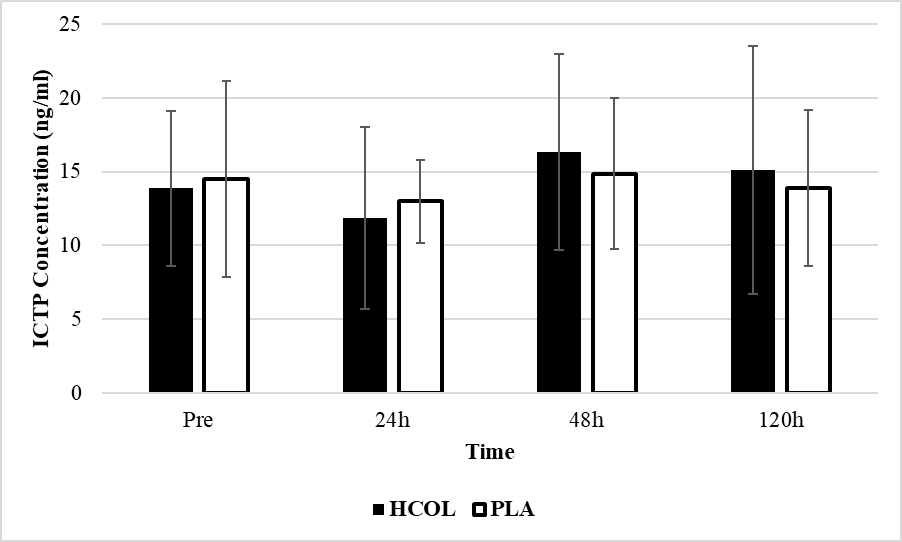 25
20
15
10
5
0
ICTP Concentration (ng/ml)
Pre 24h 48h 120h
Time
HCOL PLA